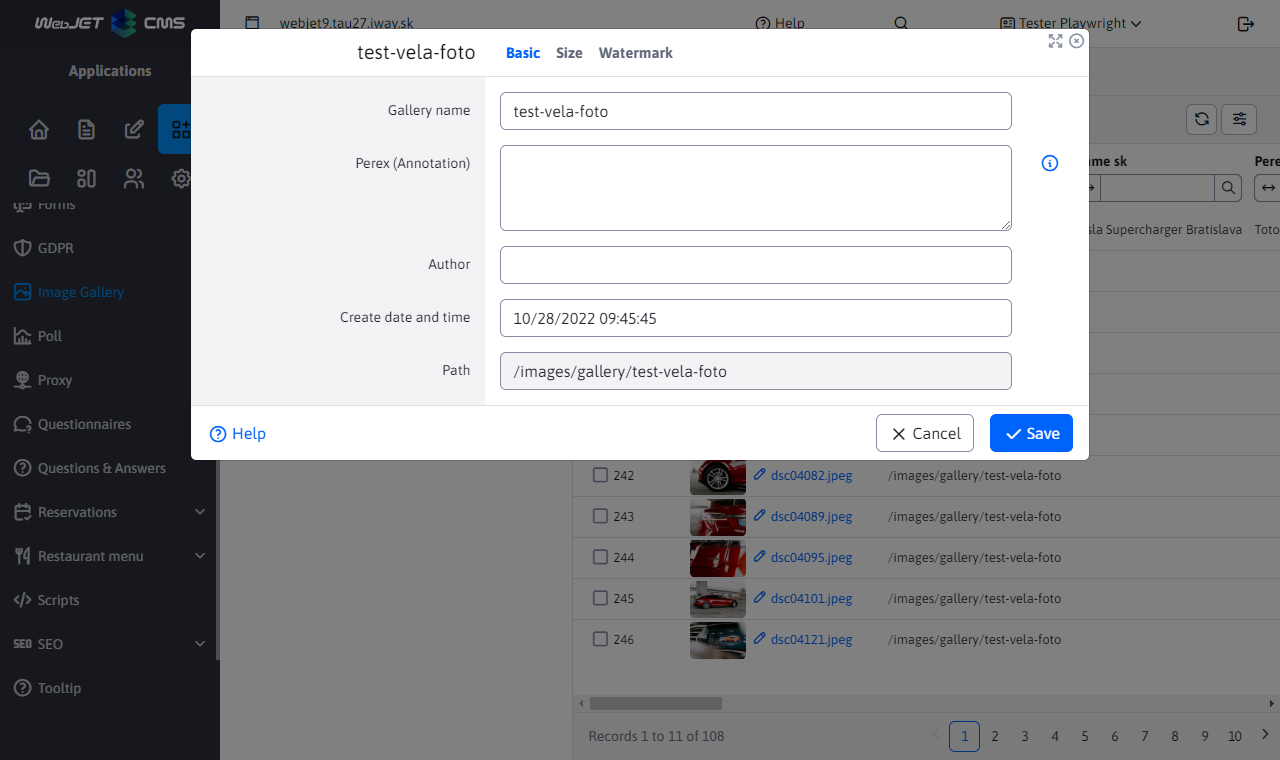 WebJET CMS
webjet9.tau27.iway.sk
Help
Tester Playwright
Applications
test-vela-foto
Basic
Size
Watermark
Gallery name
test-vela-foto
Perex (Annotation)
Author
Create date and time
10/28/2022 09:45:45
Path
/images/gallery/test-vela-foto
Help
Cancel
Save
Forms
GDPR
Image Gallery
Poll
Proxy
Questionnaires
Questions & Answers
Reservations
Restaurant menu
Scripts
SEO SEO
Tooltip
me sk
Pere
sla Supercharger Bratislava
Toto
242 dsc04082.jpeg /images/gallery/test-vela-foto
243 dsc04089.jpeg /images/gallery/test-vela-foto
244 dsc04095.jpeg /images/gallery/test-vela-foto
245 dsc04101.jpeg /images/gallery/test-vela-foto
246 dsc04121.jpeg /images/gallery/test-vela-foto
Records 1 to 11 of 108
1 2 3 4 5 6 7 8 9 10